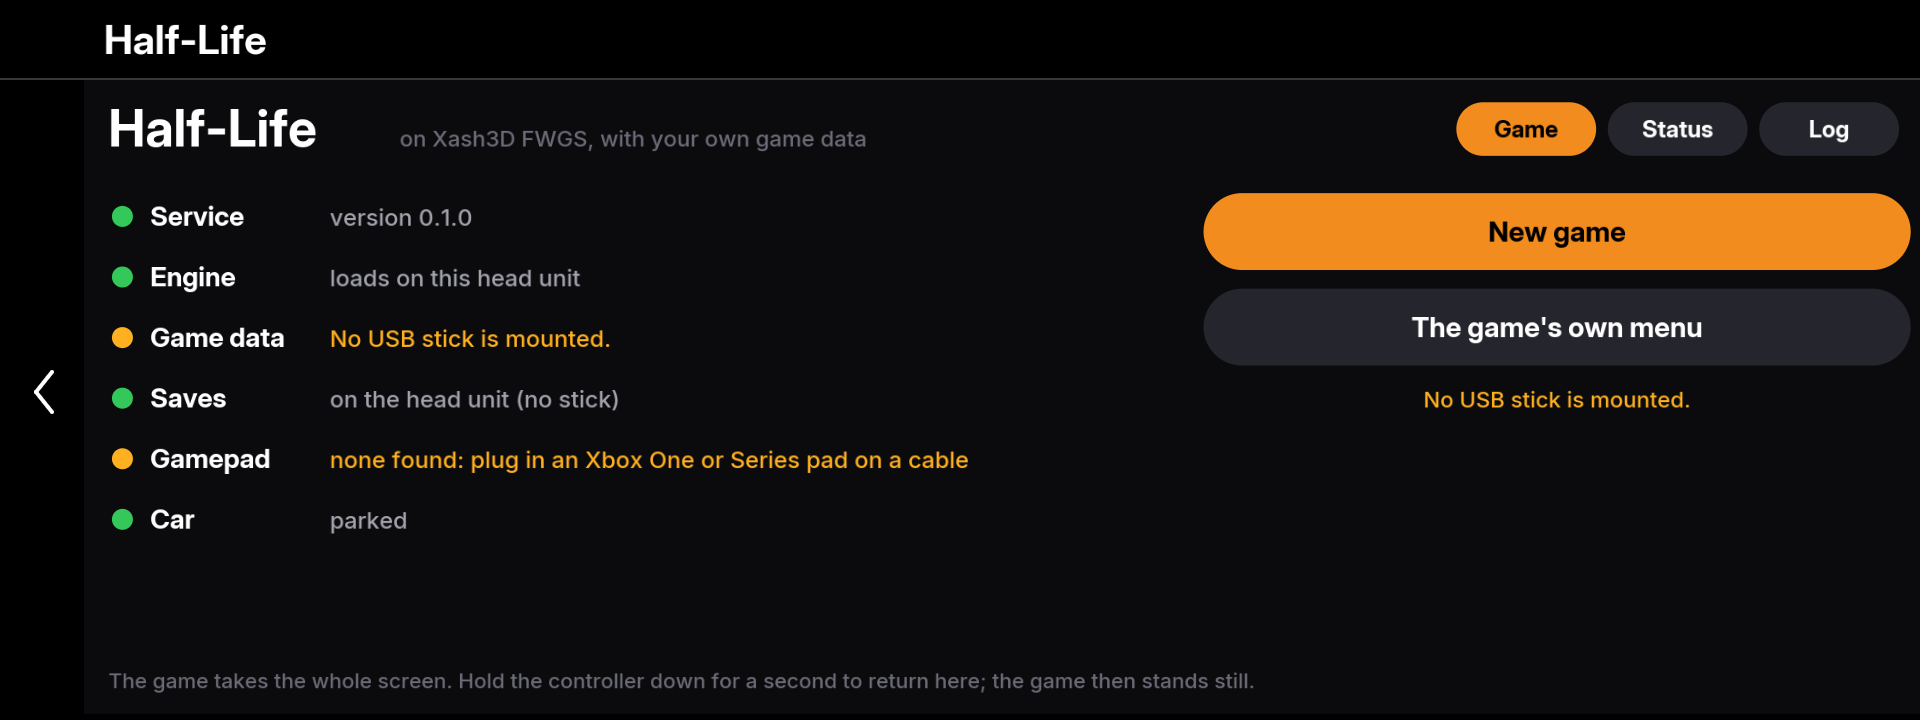 Half-Life
Half-Life
on Xash3D FWGS, with your own game data
Game
Status
Log
Service
version 0.1.0
Engine
loads on this head unit
Game data
No USB stick is mounted.
Saves
on the head unit (no stick)
Gamepad
none found: plug in an Xbox One or Series pad on a cable
Car
parked
New game
The game's own menu
No USB stick is mounted.
The game takes the whole screen. Hold the controller down for a second to return here; the game then stands still.